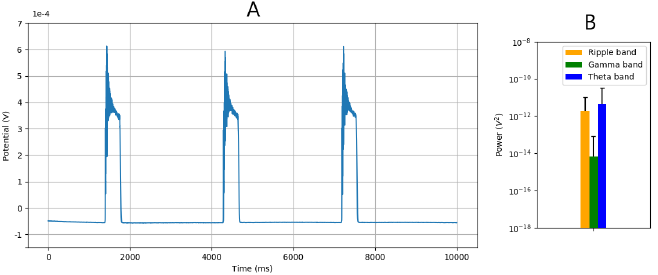 A
1e-4
7
6
5
4
3
2
1
0
-1
Potential (V)
0
2000
4000
6000
8000
10000
Time (ms)
B
10⁻⁸
10⁻¹⁰
10⁻¹²
10⁻¹⁴
10⁻¹⁶
10⁻¹⁸
Power (V²)
Ripple band
Gamma band
Theta band